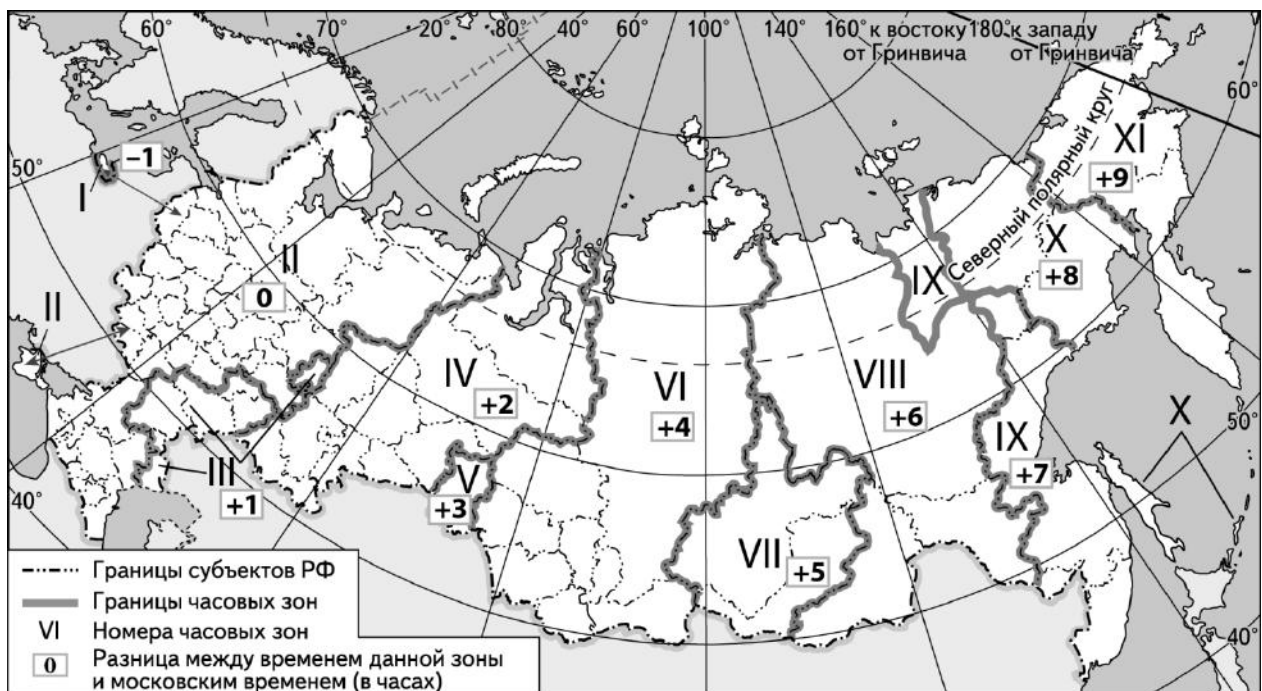 60° 70° 20° 40° 60° 80° 100° 120° 140° 160° к востоку 180° к западу
от Гринвича от Гринвича
60°
50°
–1
I
Северный полярный круг
XI
+9
II
0
X
+8
IX
II
IV
+2
VI
+4
VIII
+6
X
50°
IX
+7
V
+3
III
+1
40°
VII
+5
40°
Границы субъектов РФ
Границы часовых зон
VI Номера часовых зон
0 Разница между временем данной зоны
и московским временем (в часах)